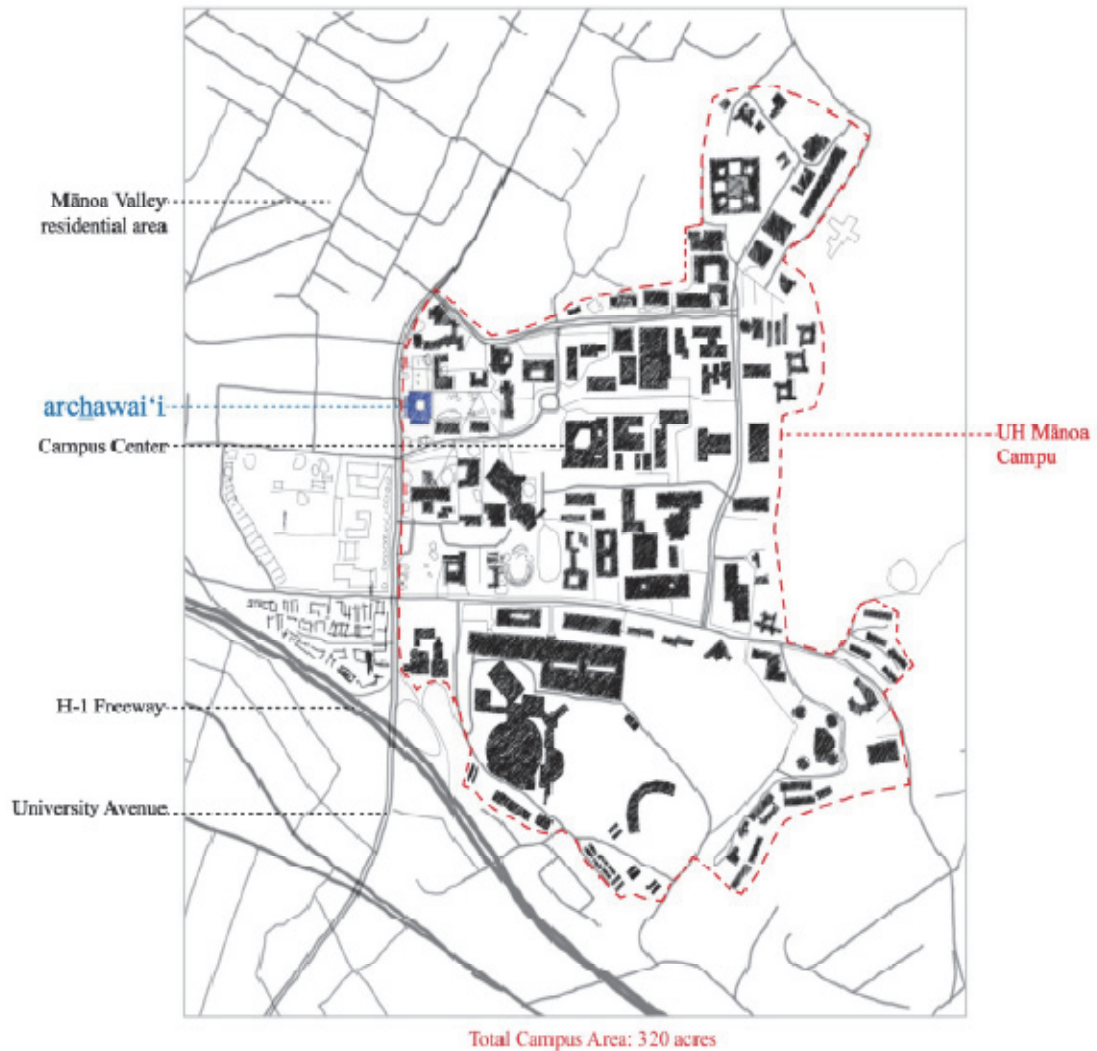 Mānoa Valley
residential area
archawai‘i
Campus Center
UH Mānoa
Campu
H-1 Freeway
University Avenue
Total Campus Area: 320 acres